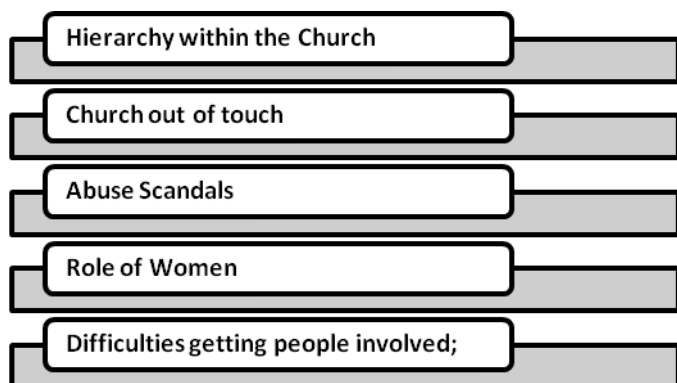 Hierarchy within the Church
Church out of touch
Abuse Scandals
Role of Women
Difficulties getting people involved;